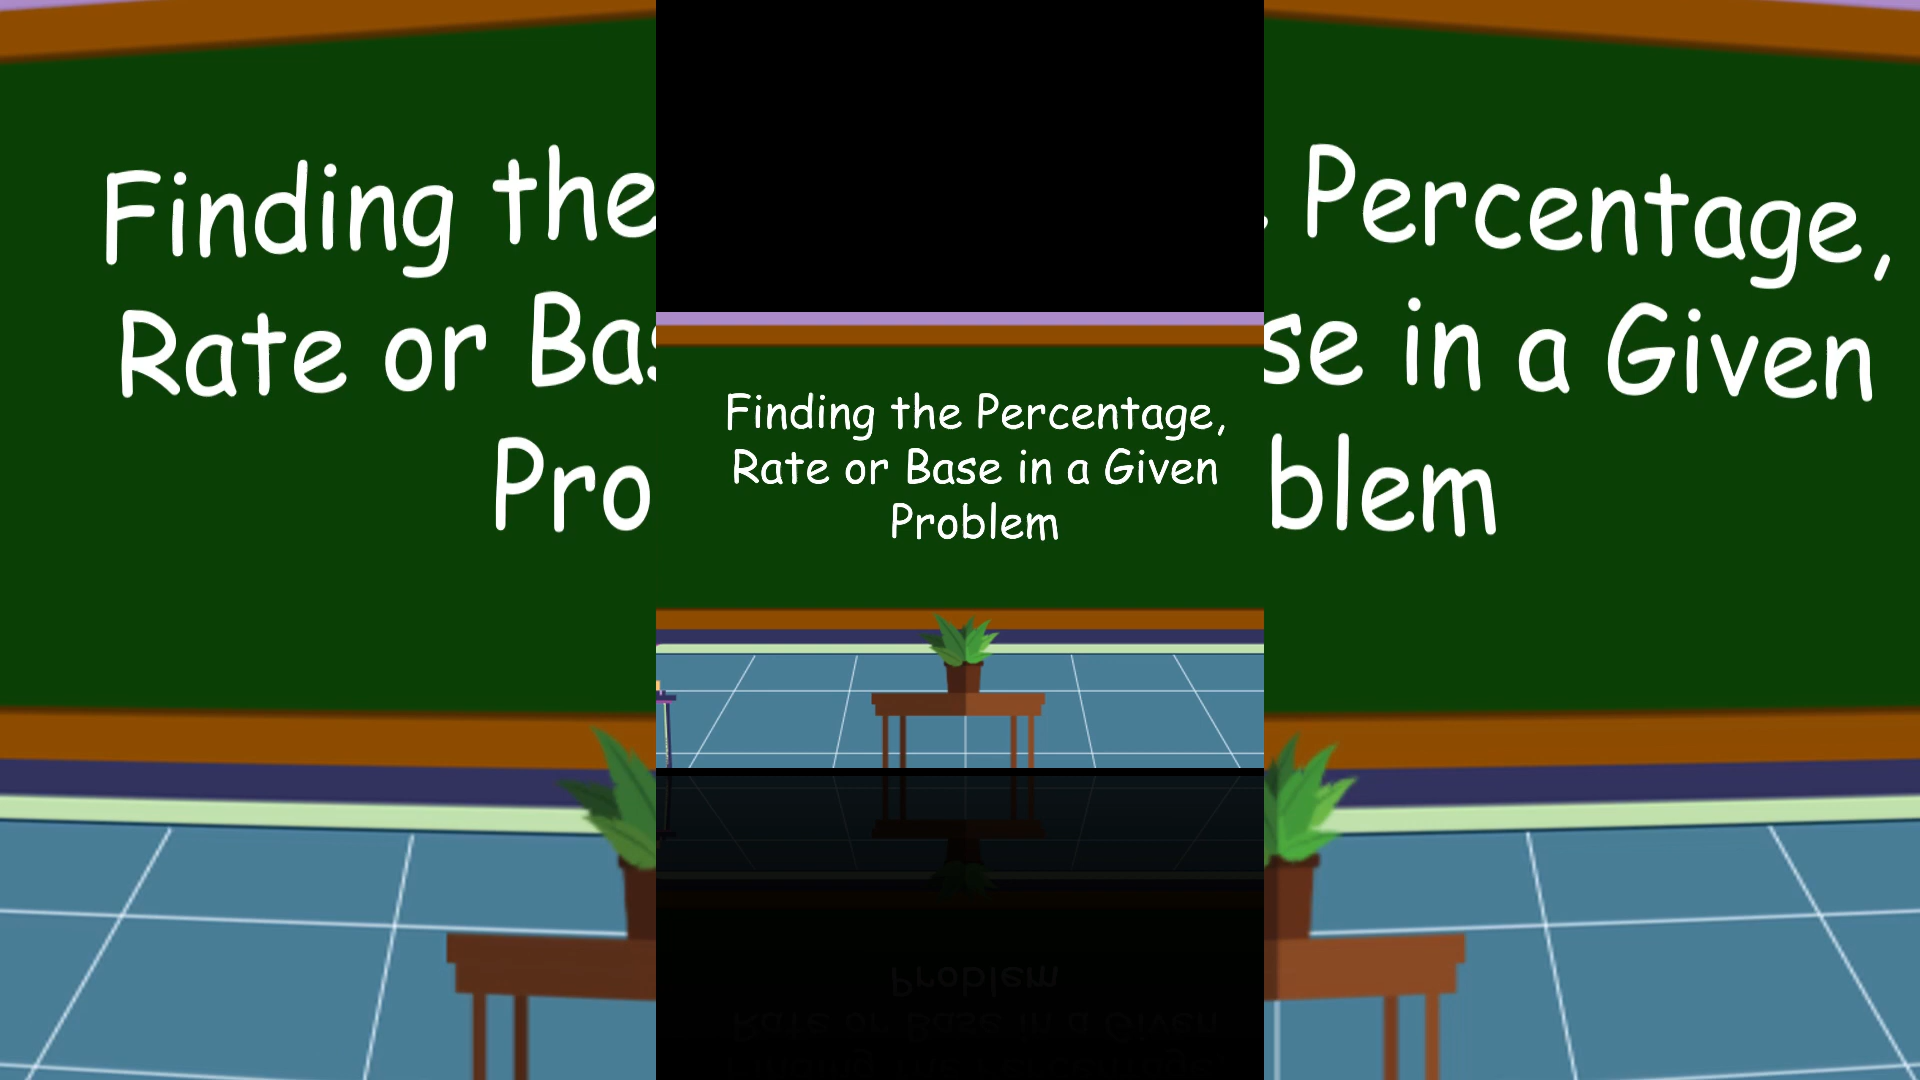 Finding the Percentage,
Rate or Base in a Given
Problem